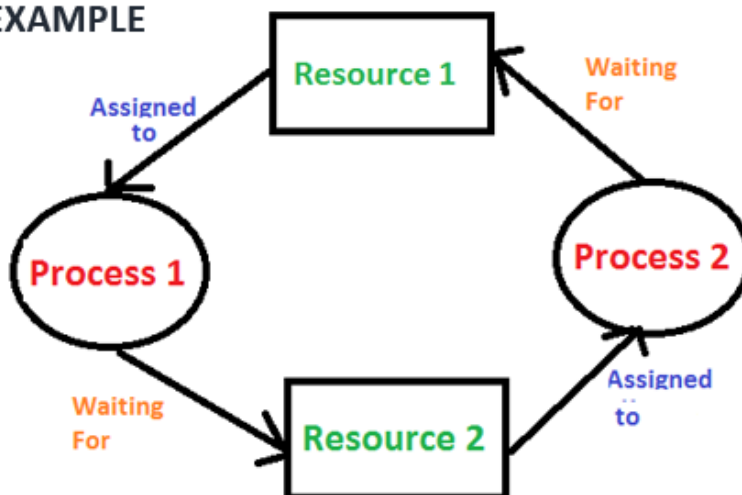 EXAMPLE
Resource 1
Waiting
For
Assigned
to
Process 1
Process 2
Waiting
For
Assigned
to
Resource 2